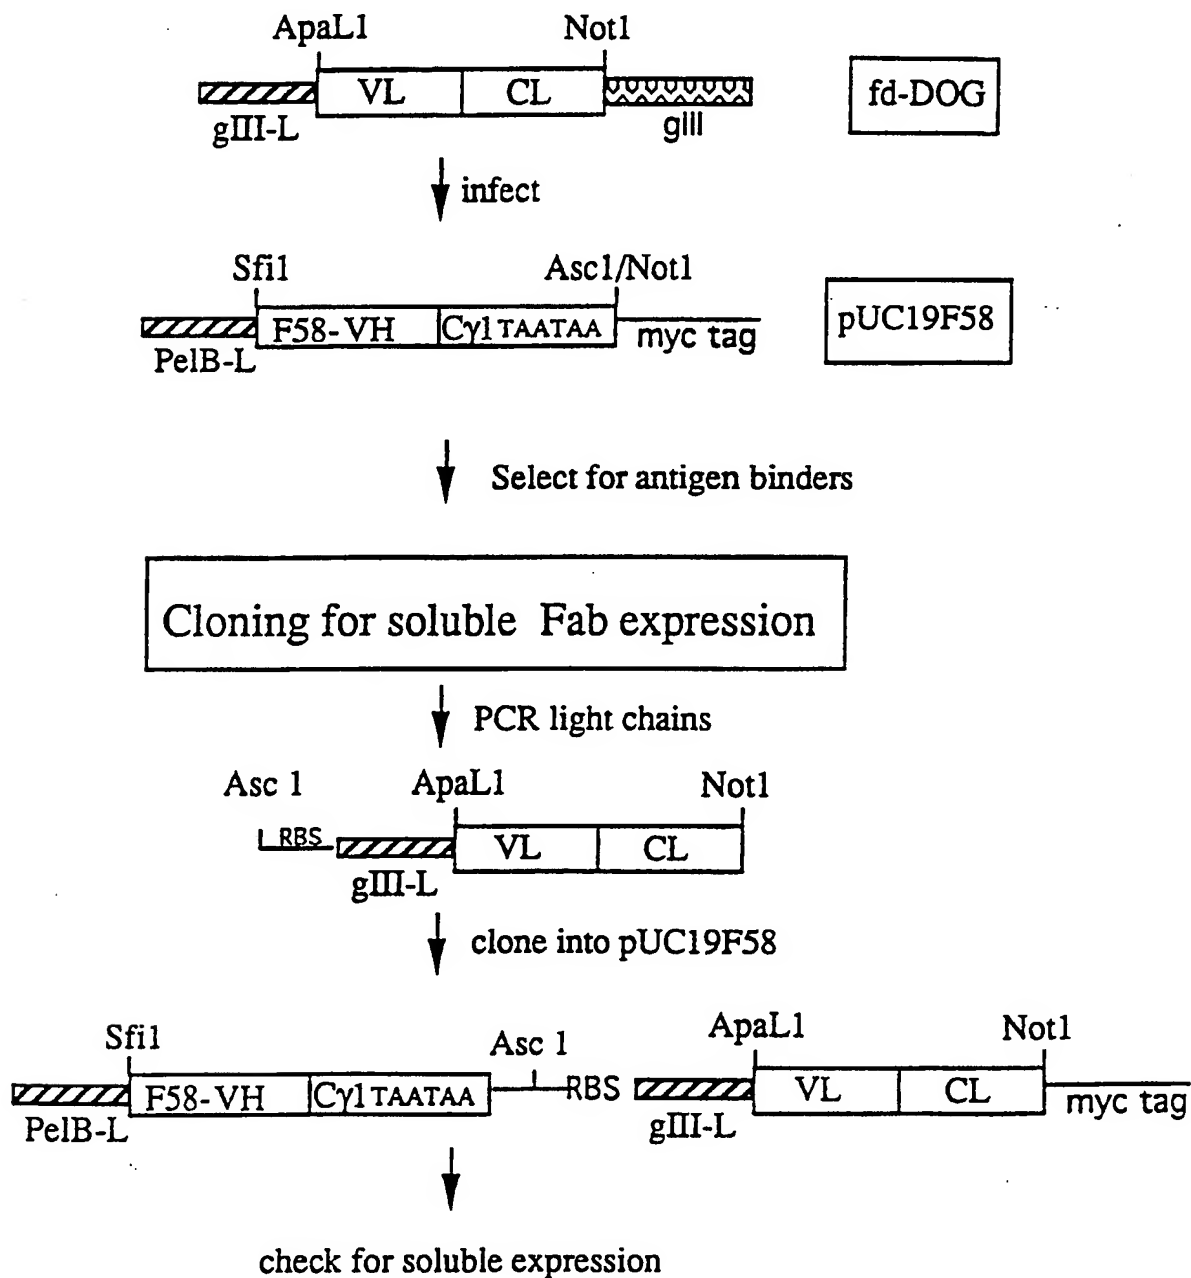 ApaL1 Not1
VL CL
gIII-L gIII
fd-DOG
infect
Sfi1 Asc1/Not1
F58-VH Cγ1 TAATAA
PelB-L myc tag
pUC19F58
Select for antigen binders
Cloning for soluble Fab expression
PCR light chains
Asc 1 ApaL1 Not1
RBS VL CL
gIII-L
clone into pUC19F58
Sfi1 Asc 1 ApaL1 Not1
F58-VH Cγ1 TAATAA RBS VL CL
PelB-L gIII-L myc tag
check for soluble expression